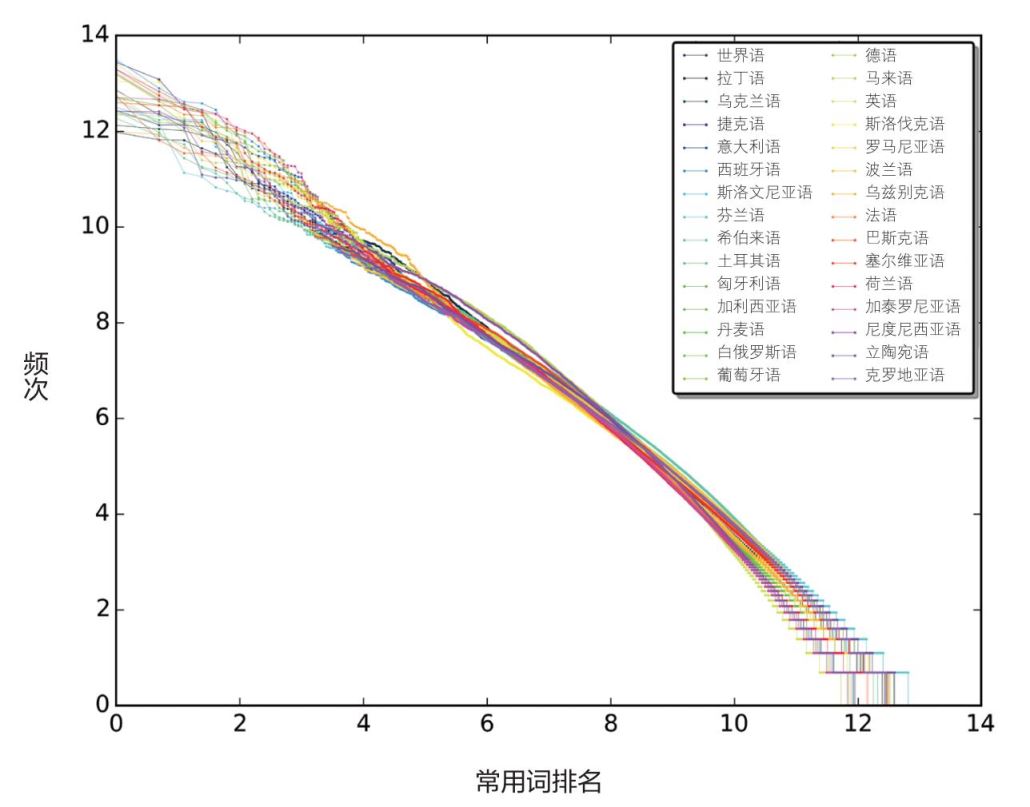 14
12
10
8
6
4
2
0
频次
0 2 4 6 8 10 12 14
常用词排名
世界语
拉丁语
乌克兰语
捷克语
意大利语
西班牙语
斯洛文尼亚语
芬兰语
希伯来语
土耳其语
匈牙利语
加利西亚语
丹麦语
白俄罗斯语
葡萄牙语
德语
马来语
英语
斯洛伐克语
罗马尼亚语
波兰语
乌兹别克语
法语
巴斯克语
塞尔维亚语
荷兰语
加泰罗尼亚语
尼度尼西亚语
立陶宛语
克罗地亚语